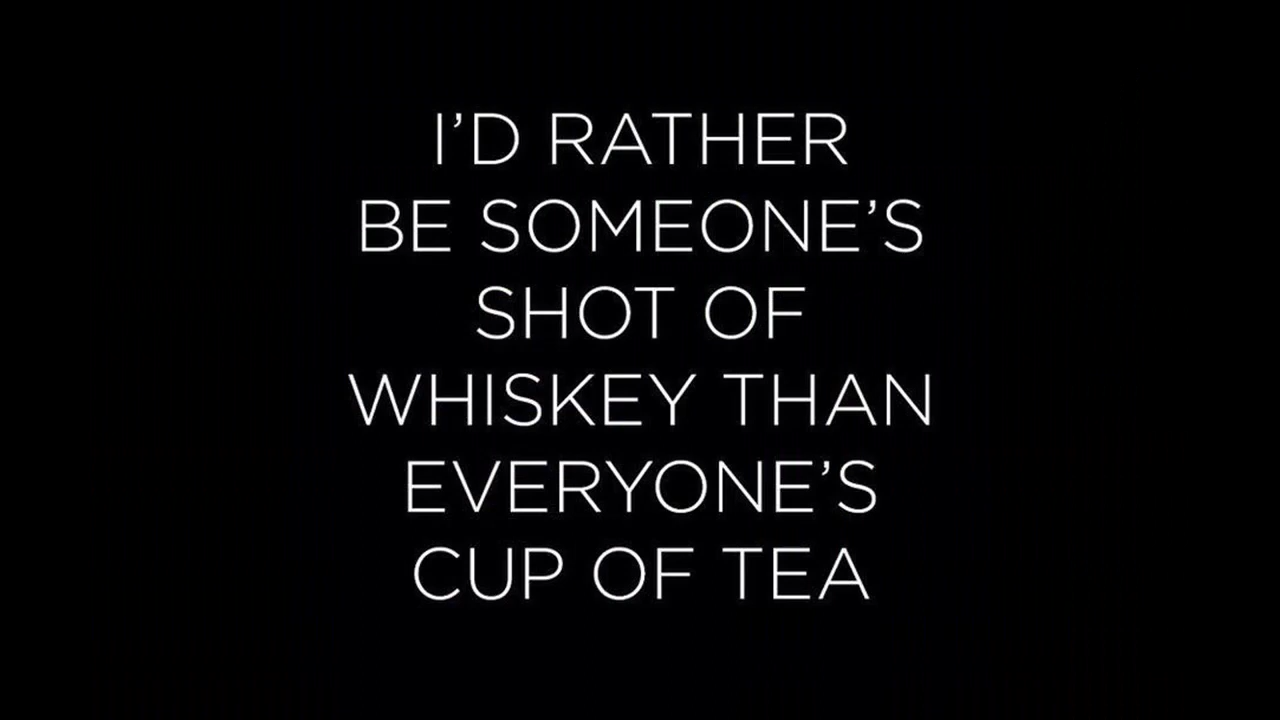 I’D RATHER
BE SOMEONE’S
SHOT OF
WHISKEY THAN
EVERYONE’S
CUP OF TEA